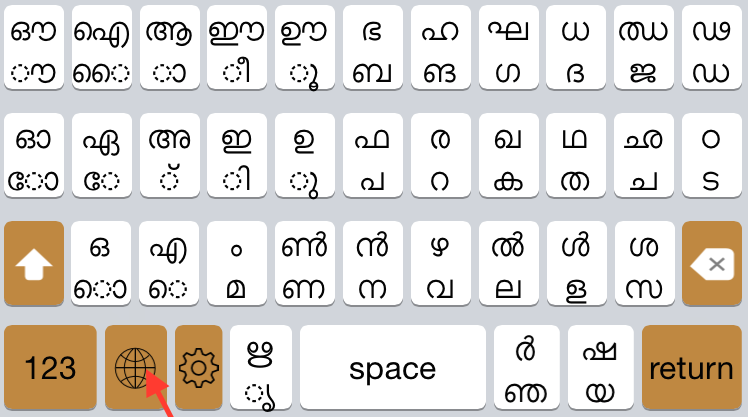 ഔ ഐ ആ ഈ ഊ ഭ ഹ ഘ ധ ഝ ഢ
ൗ ൈ ാ ീ ൂ ബ ങ ഗ ദ ജ ഡ
ഓ ഏ അ ഇ ഉ ഫ ര ഖ ഥ ഛ ഠ
ോ േ ് ി ു പ റ ക ത ച ട
ഒ എ ം ൺ ൻ ഴ ൽ ൾ ശ
ൊ െ മ ണ ന വ ല ള സ
123 ഋ space ർ ഷ return
ൃ ഞ യ